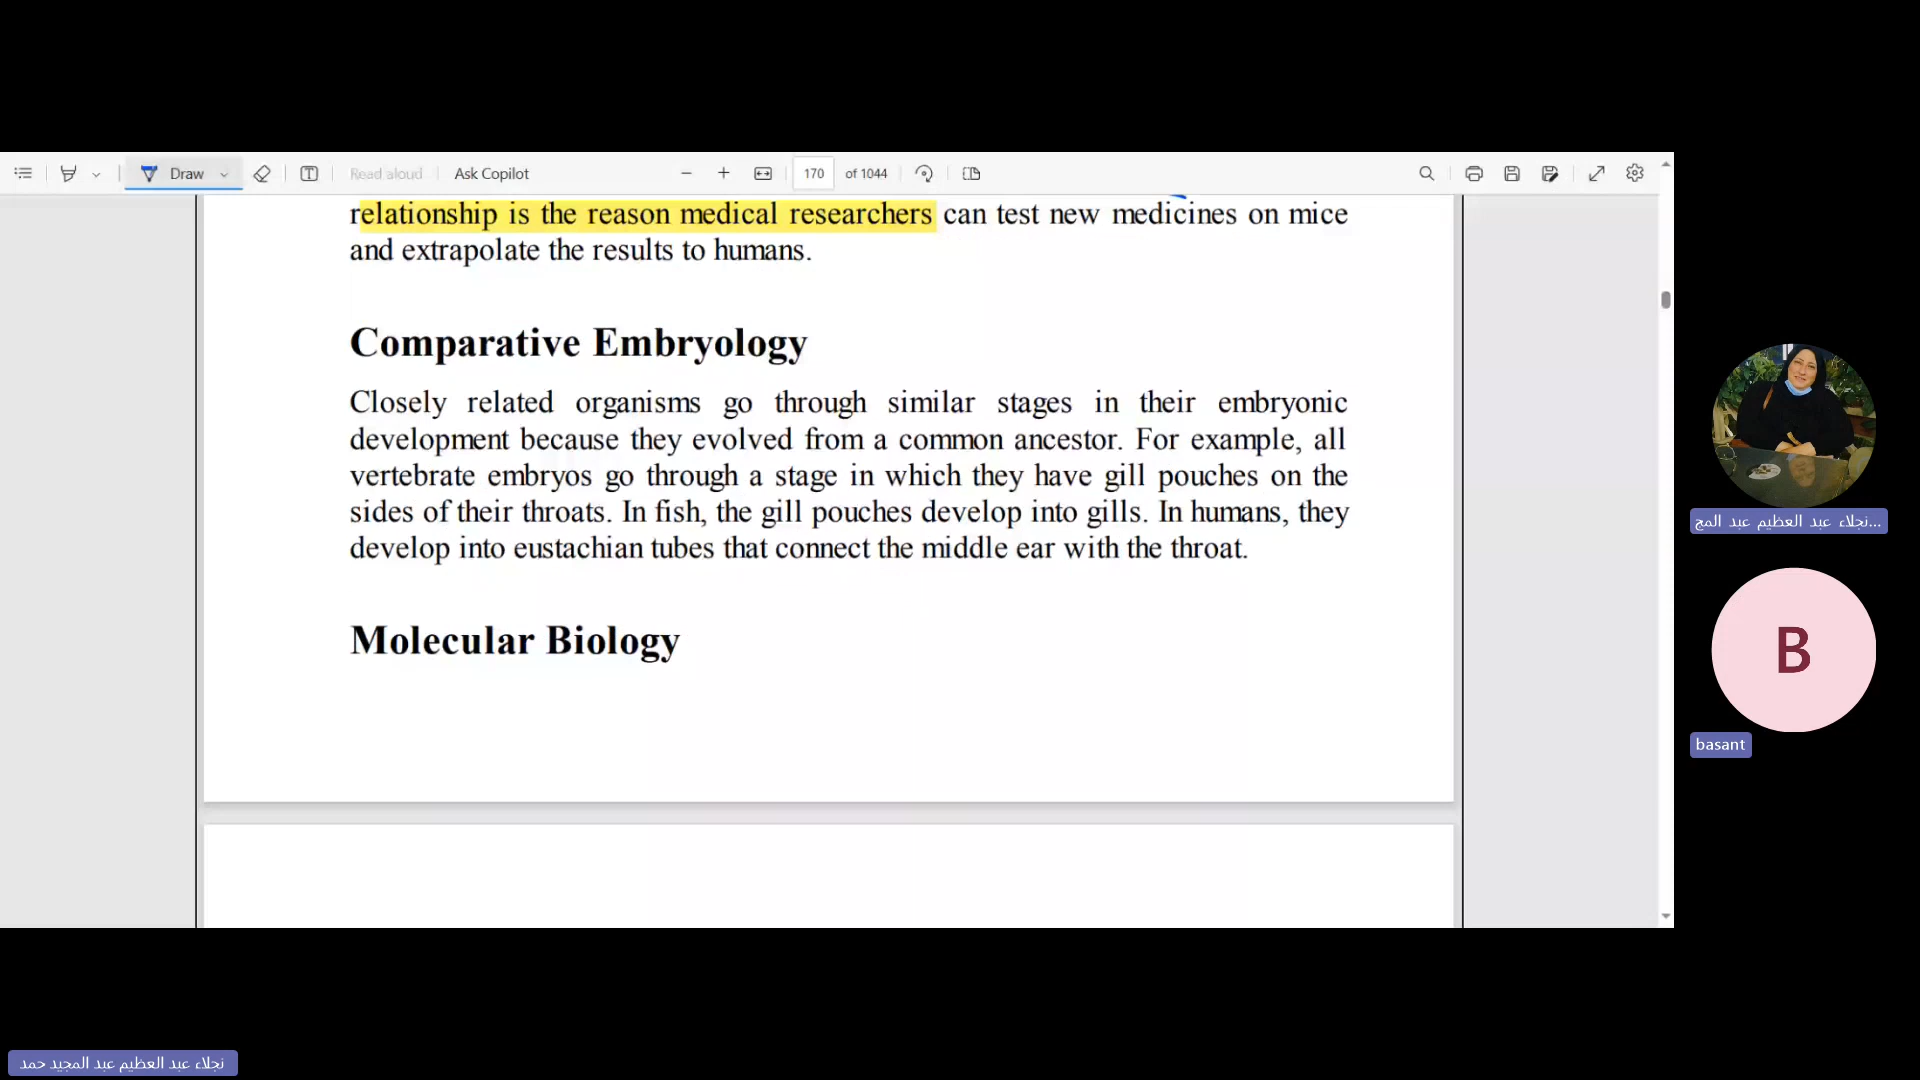 Draw
Read aloud
Ask Copilot
170 of 1044
relationship is the reason medical researchers can test new medicines on mice
and extrapolate the results to humans.
Comparative Embryology
Closely related organisms go through similar stages in their embryonic
development because they evolved from a common ancestor. For example, all
vertebrate embryos go through a stage in which they have gill pouches on the
sides of their throats. In fish, the gill pouches develop into gills. In humans, they
develop into eustachian tubes that connect the middle ear with the throat.
Molecular Biology
نجلاء عبد العظيم عبد المج...
B
basant
نجلاء عبد العظيم عبد المجيد حمد